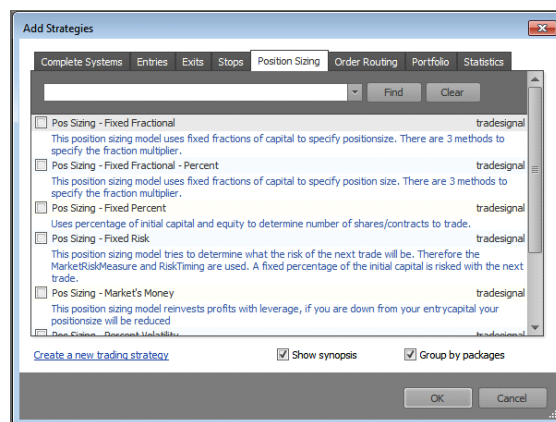 Add Strategies
Complete Systems Entries Exits Stops Position Sizing Order Routing Portfolio Statistics
Find Clear
Pos Sizing - Fixed Fractional tradesignal
This position sizing model uses fixed fractions of capital to specify positionsize. There are 3 methods to
specify the fraction multiplier.
Pos Sizing - Fixed Fractional - Percent tradesignal
This position sizing model uses fixed fractions of capital to specify position size. There are 3 methods to
specify the fraction multiplier.
Pos Sizing - Fixed Percent tradesignal
Uses percentage of initial capital and equity to determine number of shares/contracts to trade.
Pos Sizing - Fixed Risk tradesignal
This position sizing model tries to determine what the risk of the next trade will be. Therefore the
MarketRiskMeasure and RiskTiming are used. A fixed percentage of the initial capital is risked with the next
trade.
Pos Sizing - Market's Money tradesignal
This position sizing model reinvests profits with leverage, if you are down from your entrycapital your
positionsize will be reduced
Pos Sizing - Percent Volatility tradesignal
Create a new trading strategy Show synopsis Group by packages
OK Cancel